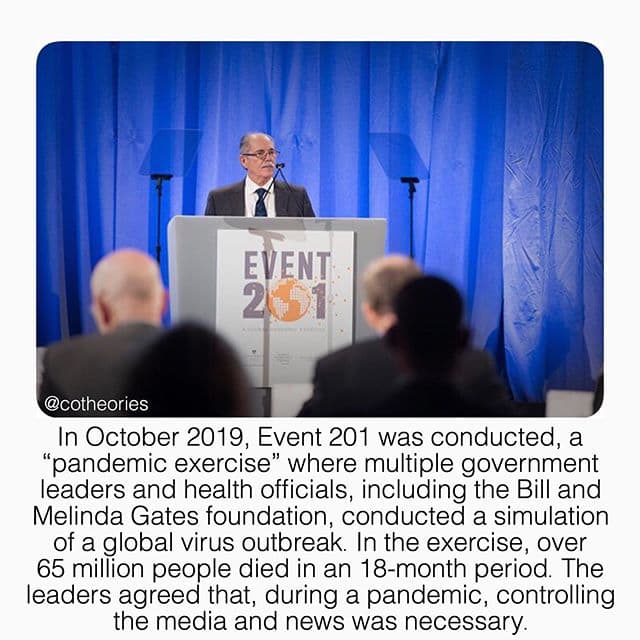 EVENT
201
@cotheories
In October 2019, Event 201 was conducted, a
“pandemic exercise” where multiple government
leaders and health officials, including the Bill and
Melinda Gates foundation, conducted a simulation
of a global virus outbreak. In the exercise, over
65 million people died in an 18-month period. The
leaders agreed that, during a pandemic, controlling
the media and news was necessary.